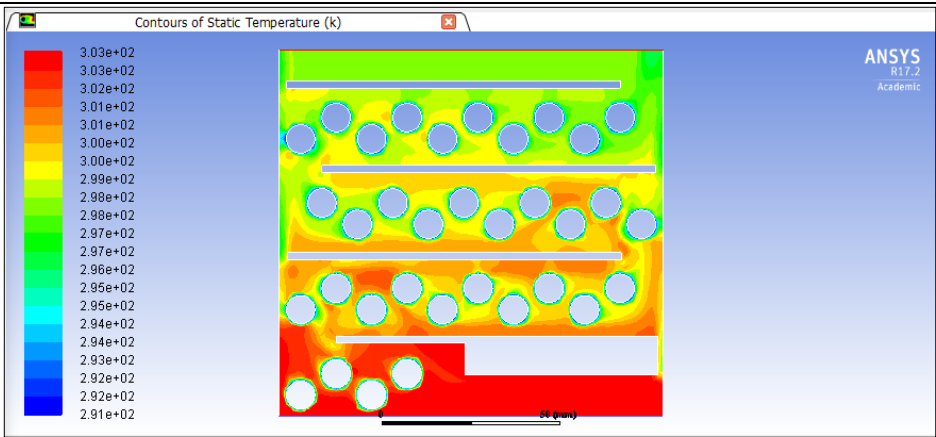 Contours of Static Temperature (k)
ANSYS
R17.2
Academic
3.03e+02
3.03e+02
3.02e+02
3.01e+02
3.01e+02
3.00e+02
3.00e+02
2.99e+02
2.98e+02
2.98e+02
2.97e+02
2.97e+02
2.96e+02
2.95e+02
2.95e+02
2.94e+02
2.94e+02
2.93e+02
2.92e+02
2.92e+02
2.91e+02
0 50 (mm)